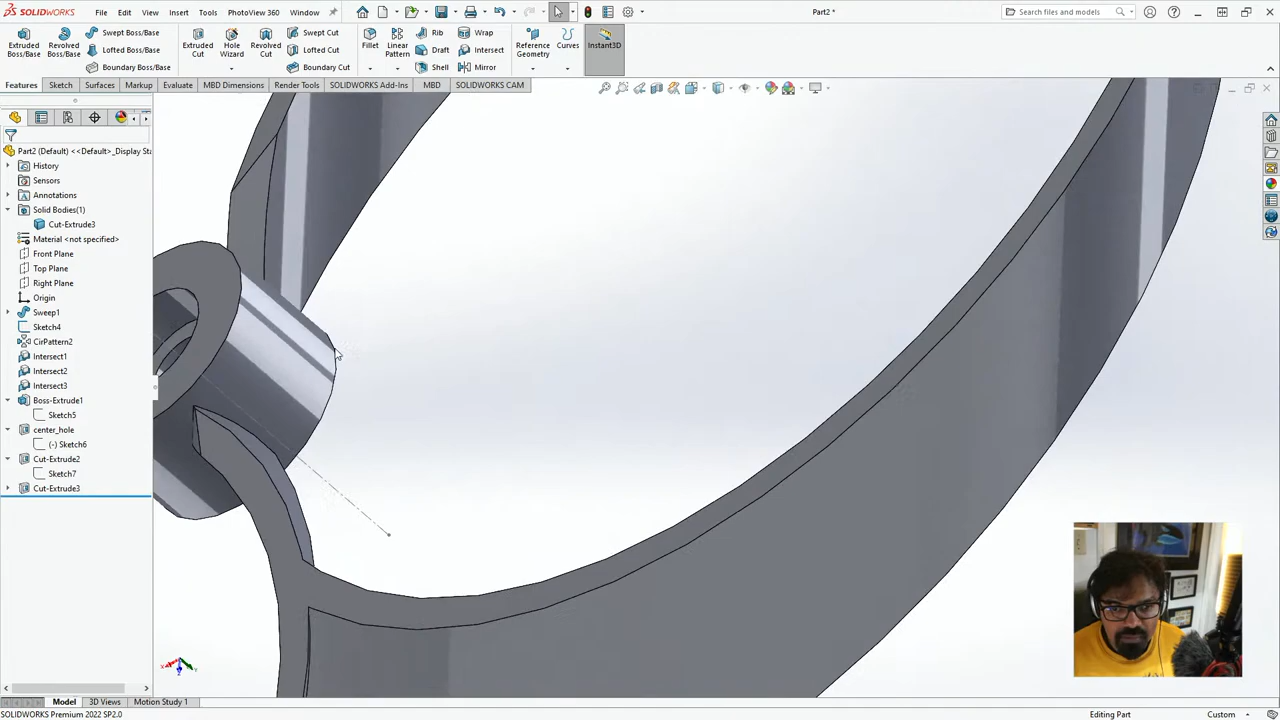 SOLIDWORKS
File Edit View Insert Tools PhotoView 360 Window
Part2 *
Search files and models
Extruded Boss/Base
Revolved Boss/Base
Swept Boss/Base
Lofted Boss/Base
Boundary Boss/Base
Extruded Cut
Hole Wizard
Revolved Cut
Swept Cut
Lofted Cut
Boundary Cut
Fillet
Linear Pattern
Rib
Draft
Shell
Wrap
Intersect
Mirror
Reference Geometry
Curves
Instant3D
Features Sketch Surfaces Markup Evaluate MBD Dimensions Render Tools SOLIDWORKS Add-Ins MBD SOLIDWORKS CAM
Part2 (Default) <<Default>_Display Sta
History
Sensors
Annotations
Solid Bodies(1)
Cut-Extrude3
Material <not specified>
Front Plane
Top Plane
Right Plane
Origin
Sweep1
Sketch4
CirPattern2
Intersect1
Intersect2
Intersect3
Boss-Extrude1
Sketch5
center_hole
(-) Sketch6
Cut-Extrude2
Sketch7
Cut-Extrude3
Model 3D Views Motion Study 1
SOLIDWORKS Premium 2022 SP2.0
Editing Part
Custom